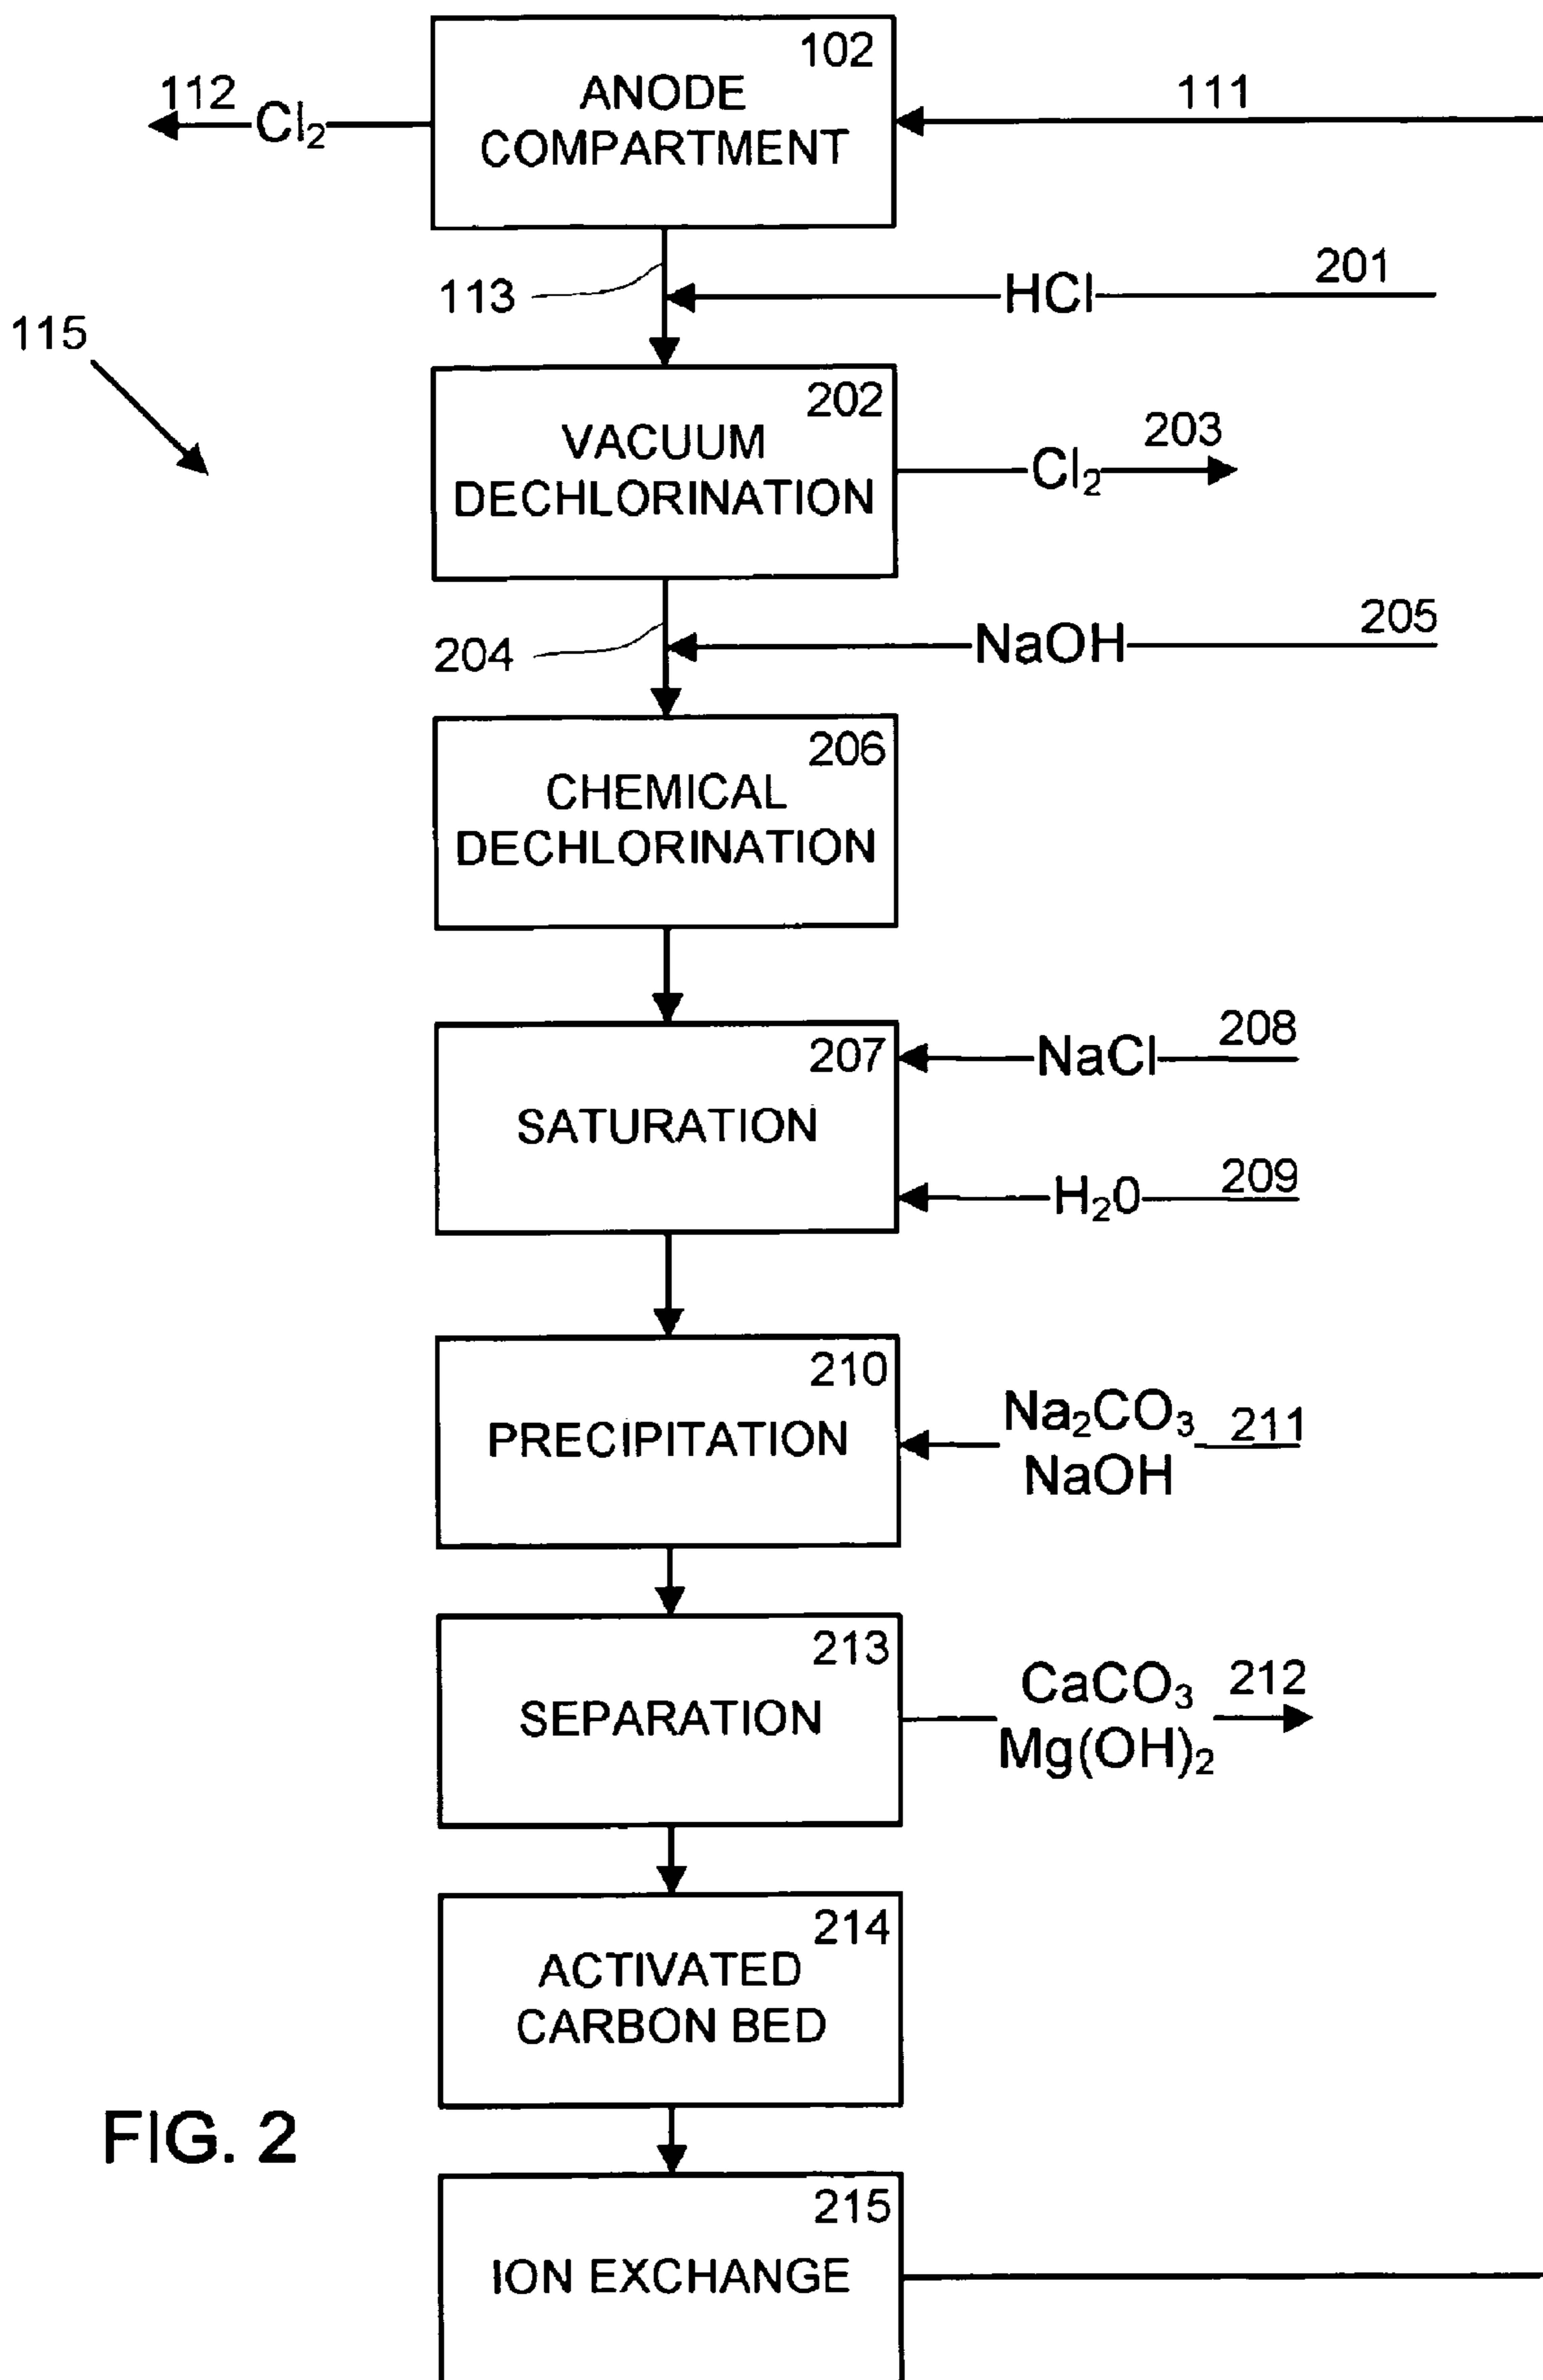 102
ANODE
COMPARTMENT
112
Cl₂
111
113
HCl
201
115
202
VACUUM
DECHLORINATION
203
Cl₂
204
NaOH
205
206
CHEMICAL
DECHLORINATION
207
SATURATION
NaCl
208
H₂0
209
210
PRECIPITATION
Na₂CO₃
NaOH
211
213
SEPARATION
CaCO₃
Mg(OH)₂
212
214
ACTIVATED
CARBON BED
FIG. 2
215
ION EXCHANGE